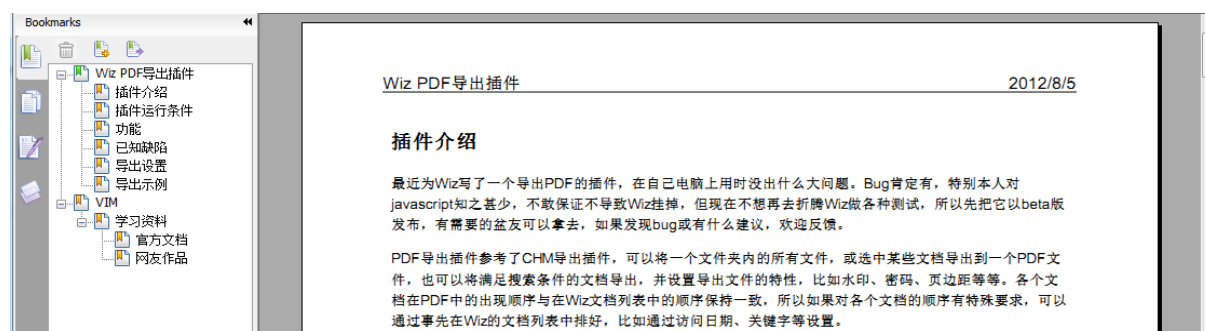 Bookmarks
Wiz PDF导出插件
插件介绍
插件运行条件
功能
已知缺陷
导出设置
导出示例
VIM
学习资料
官方文档
网友作品
Wiz PDF导出插件 2012/8/5
插件介绍
最近为Wiz写了一个导出PDF的插件，在自己电脑上用时没出什么大问题。Bug肯定有，特别本人对
javascript知之甚少，不敢保证不导致Wiz挂掉，但现在不想再去折腾Wiz做各种测试，所以先把它以beta版
发布，有需要的盆友可以拿去，如果发现bug或有什么建议，欢迎反馈。
PDF导出插件参考了CHM导出插件，可以将一个文件夹内的所有文件，或选中某些文档导出到一个PDF文
件，也可以将满足搜索条件的文档导出，并设置导出文件的特性，比如水印、密码、页边距等等。各个文
档在PDF中的出现顺序与在Wiz文档列表中的顺序保持一致，所以如果对各个文档的顺序有特殊要求，可以
通过事先在Wiz的文档列表中排好，比如通过访问日期、关键字等设置。